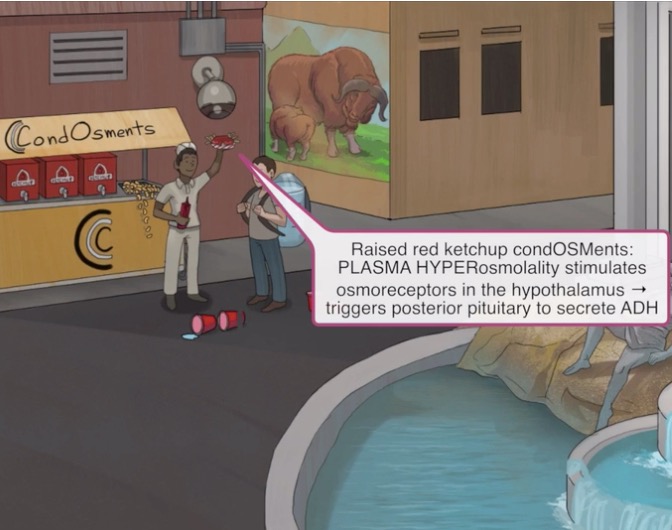 CondOsments
Raised red ketchup condOSMents:
PLASMA HYPERosmolality stimulates
osmoreceptors in the hypothalamus →
triggers posterior pituitary to secrete ADH